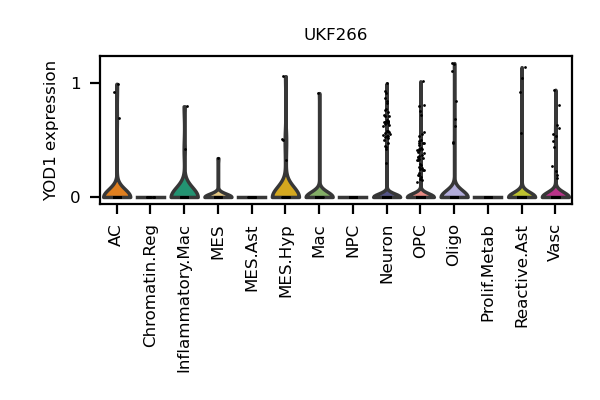 UKF266
YOD1 expression
1
0
AC
Chromatin.Reg
Inflammatory.Mac
MES
MES.Ast
MES.Hyp
Mac
NPC
Neuron
OPC
Oligo
Prolif.Metab
Reactive.Ast
Vasc